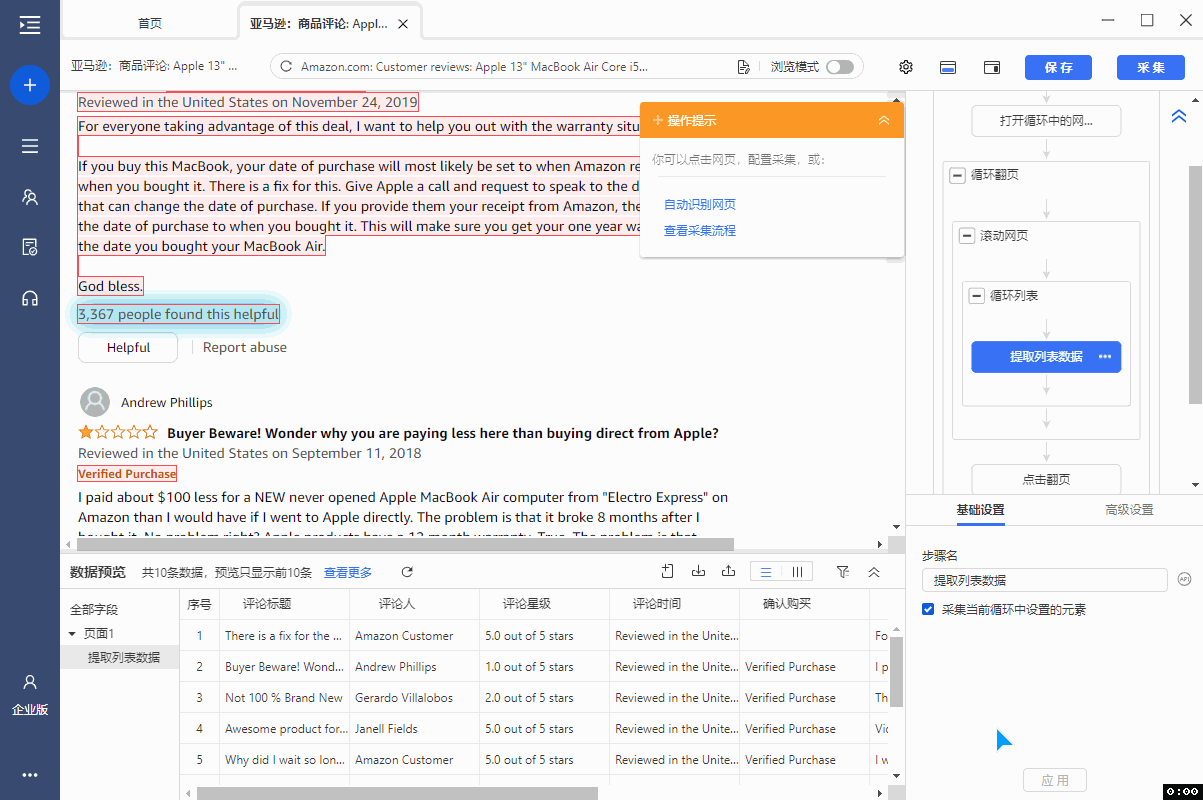 首页
亚马逊：商品评论: Appl...
亚马逊：商品评论: Apple 13" ...
Amazon.com: Customer reviews: Apple 13" MacBook Air Core i5...
浏览模式
保存
采集
Reviewed in the United States on November 24, 2019
For everyone taking advantage of this deal, I want to help you out with the warranty situ
If you buy this MacBook, your date of purchase will most likely be set to when Amazon re
when you bought it. There is a fix for this. Give Apple a call and request to speak to the d
that can change the date of purchase. If you provide them your receipt from Amazon, the
the date of purchase to when you bought it. This will make sure you get your one year wa
the date you bought your MacBook Air.
God bless.
3,367 people found this helpful
Helpful
Report abuse
Andrew Phillips
Buyer Beware! Wonder why you are paying less here than buying direct from Apple?
Reviewed in the United States on September 11, 2018
Verified Purchase
I paid about $100 less for a NEW never opened Apple MacBook Air computer from "Electro Express" on
Amazon than I would have if I went to Apple directly. The problem is that it broke 8 months after I
bought it. No problem right? Apple products have a 12 month warranty. True. The problem is that
操作提示
你可以点击网页，配置采集，或：
自动识别网页
查看采集流程
打开循环中的网...
循环翻页
滚动网页
循环列表
提取列表数据
点击翻页
基础设置
高级设置
步骤名
提取列表数据
API
采集当前循环中设置的元素
应用
数据预览
共10条数据，预览只显示前10条
查看更多
全部字段
页面1
提取列表数据
序号 评论标题 评论人 评论星级 评论时间 确认购买
1 There is a fix for the ... Amazon Customer 5.0 out of 5 stars Reviewed in the Unite... Fo
2 Buyer Beware! Wond... Andrew Phillips 1.0 out of 5 stars Reviewed in the Unite... Verified Purchase I p
3 Not 100 % Brand New Gerardo Villalobos 2.0 out of 5 stars Reviewed in the Unite... Verified Purchase Th
4 Awesome product for... Janell Fields 5.0 out of 5 stars Reviewed in the Unite... Verified Purchase Vic
5 Why did I wait so lon... Amazon Customer 5.0 out of 5 stars Reviewed in the Unite... Verified Purchase I w
企业版
0:00